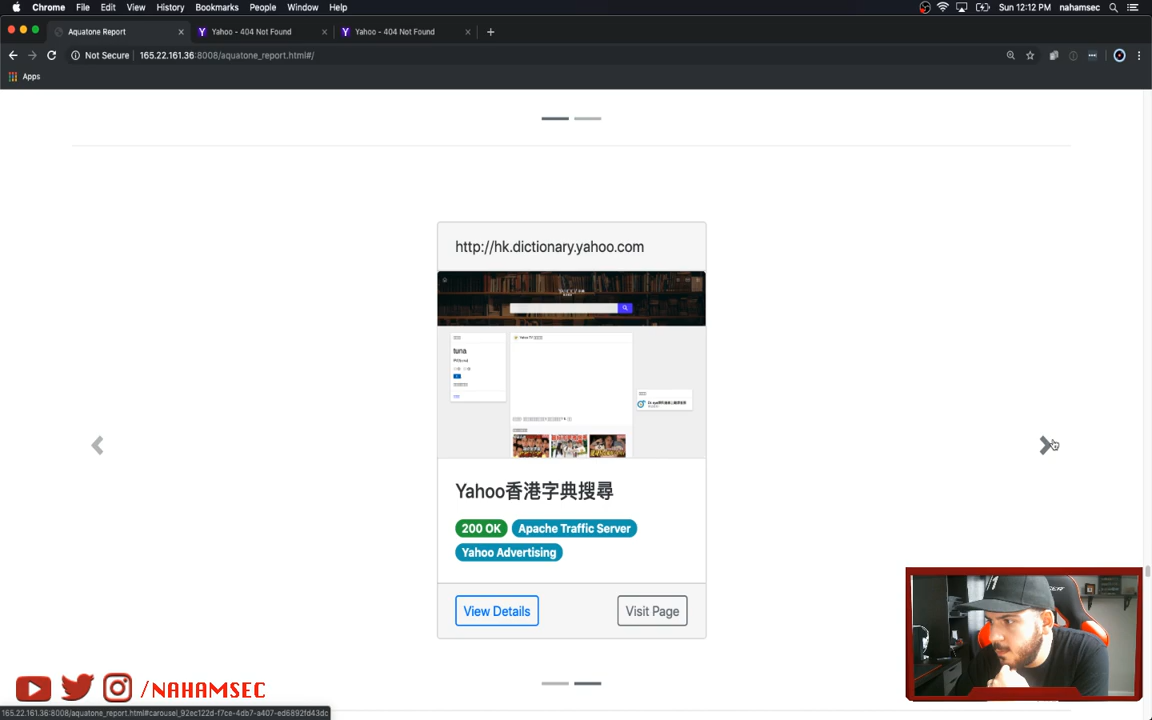 Chrome File Edit View History Bookmarks People Window Help Sun 12:12 PM nahamsec
Aquatone Report Yahoo - 404 Not Found Yahoo - 404 Not Found
Not Secure 165.22.161.36:8008/aquatone_report.html#/
Apps
http://hk.dictionary.yahoo.com
tuna
Yahoo香港字典搜尋
200 OK Apache Traffic Server
Yahoo Advertising
View Details Visit Page
/NAHAMSEC
165.22.161.36:8008/aquatone_report.html#carousel_92ec122d-f7ce-4db7-a407-ed6892fd43dc